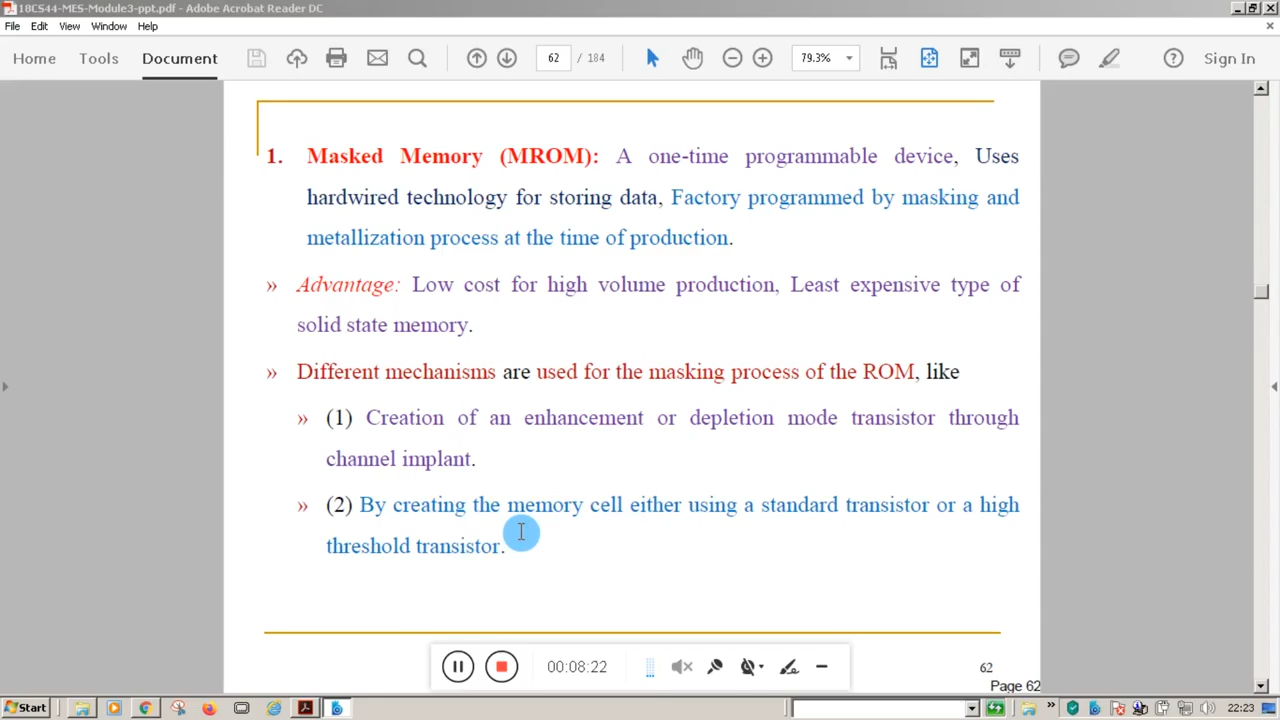 18CS44-MES-Module3-ppt.pdf - Adobe Acrobat Reader DC
File Edit View Window Help
Home Tools Document 62 / 184 79.3% Sign In
1. Masked Memory (MROM): A one-time programmable device, Uses
hardwired technology for storing data, Factory programmed by masking and
metallization process at the time of production.
» Advantage: Low cost for high volume production, Least expensive type of
solid state memory.
» Different mechanisms are used for the masking process of the ROM, like
» (1) Creation of an enhancement or depletion mode transistor through
channel implant.
» (2) By creating the memory cell either using a standard transistor or a high
threshold transistor.
00:08:22
62
Page 62
Start 22:23